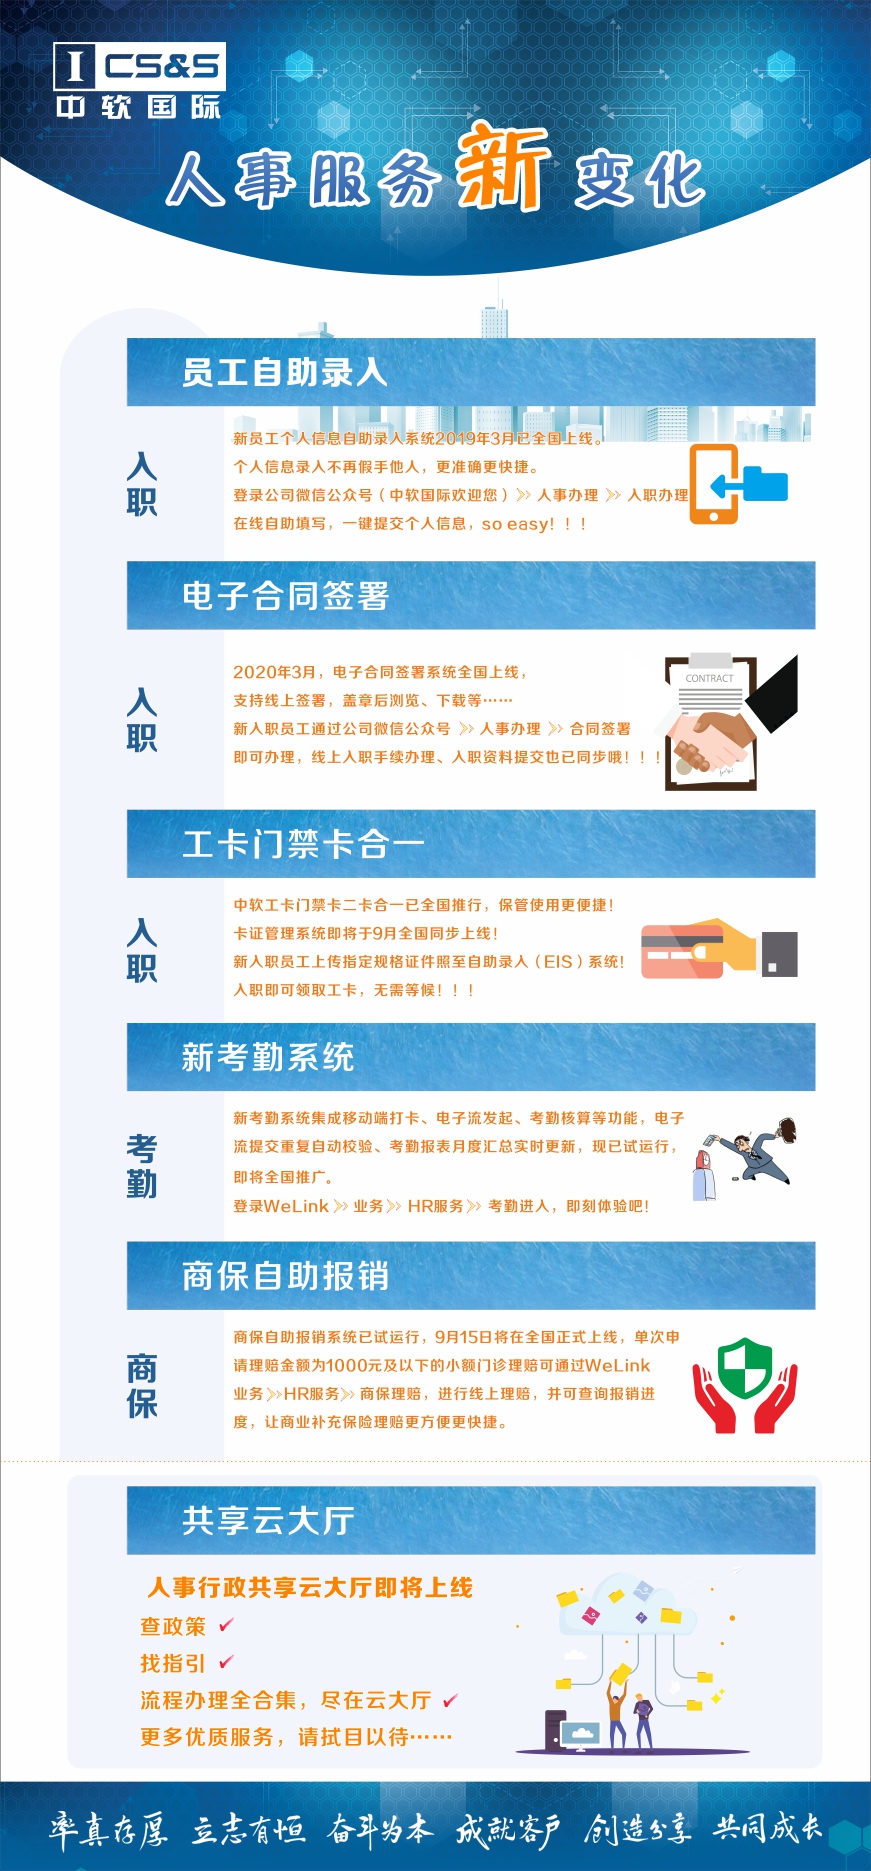 I CS&S
中软国际
人事服务新变化
员工自助录入
入职
新员工个人信息自助录入系统2019年3月已全国上线。
个人信息录入不再假手他人，更准确更快捷。
登录公司微信公众号（中软国际欢迎您）》人事办理 》 入职办理
在线自助填写，一键提交个人信息，so easy！！！
电子合同签署
入职
2020年3月，电子合同签署系统全国上线，
支持线上签署，盖章后浏览、下载等……
新入职员工通过公司微信公众号 》人事办理 》 合同签署
即可办理，线上入职手续办理、入职资料提交也已同步哦！！！
CONTRACT
工卡门禁卡合一
入职
中软工卡门禁卡二卡合一已全国推行，保管使用更便捷！
卡证管理系统即将于9月全国同步上线！
新入职员工上传指定规格证件照至自助录入（EIS）系统！
入职即可领取工卡，无需等候！！！
新考勤系统
考勤
新考勤系统集成移动端打卡、电子流发起、考勤核算等功能，电子
流提交重复自动校验、考勤报表月度汇总实时更新，现已试运行，
即将全国推广。
登录WeLink 》业务》 HR服务》 考勤进入，即刻体验吧！
商保自助报销
商保
商保自助报销系统已试运行，9月15日将在全国正式上线，单次申
请理赔金额为1000元及以下的小额门诊理赔可通过WeLink
业务》HR服务》商保理赔，进行线上理赔，并可查询报销进
度，让商业补充保险理赔更方便更快捷。
共享云大厅
人事行政共享云大厅即将上线
查政策 ✓
找指引 ✓
流程办理全合集，尽在云大厅 ✓
更多优质服务，请拭目以待……
率真存厚 立志有恒 奋斗为本 成就客户 创造分享 共同成长